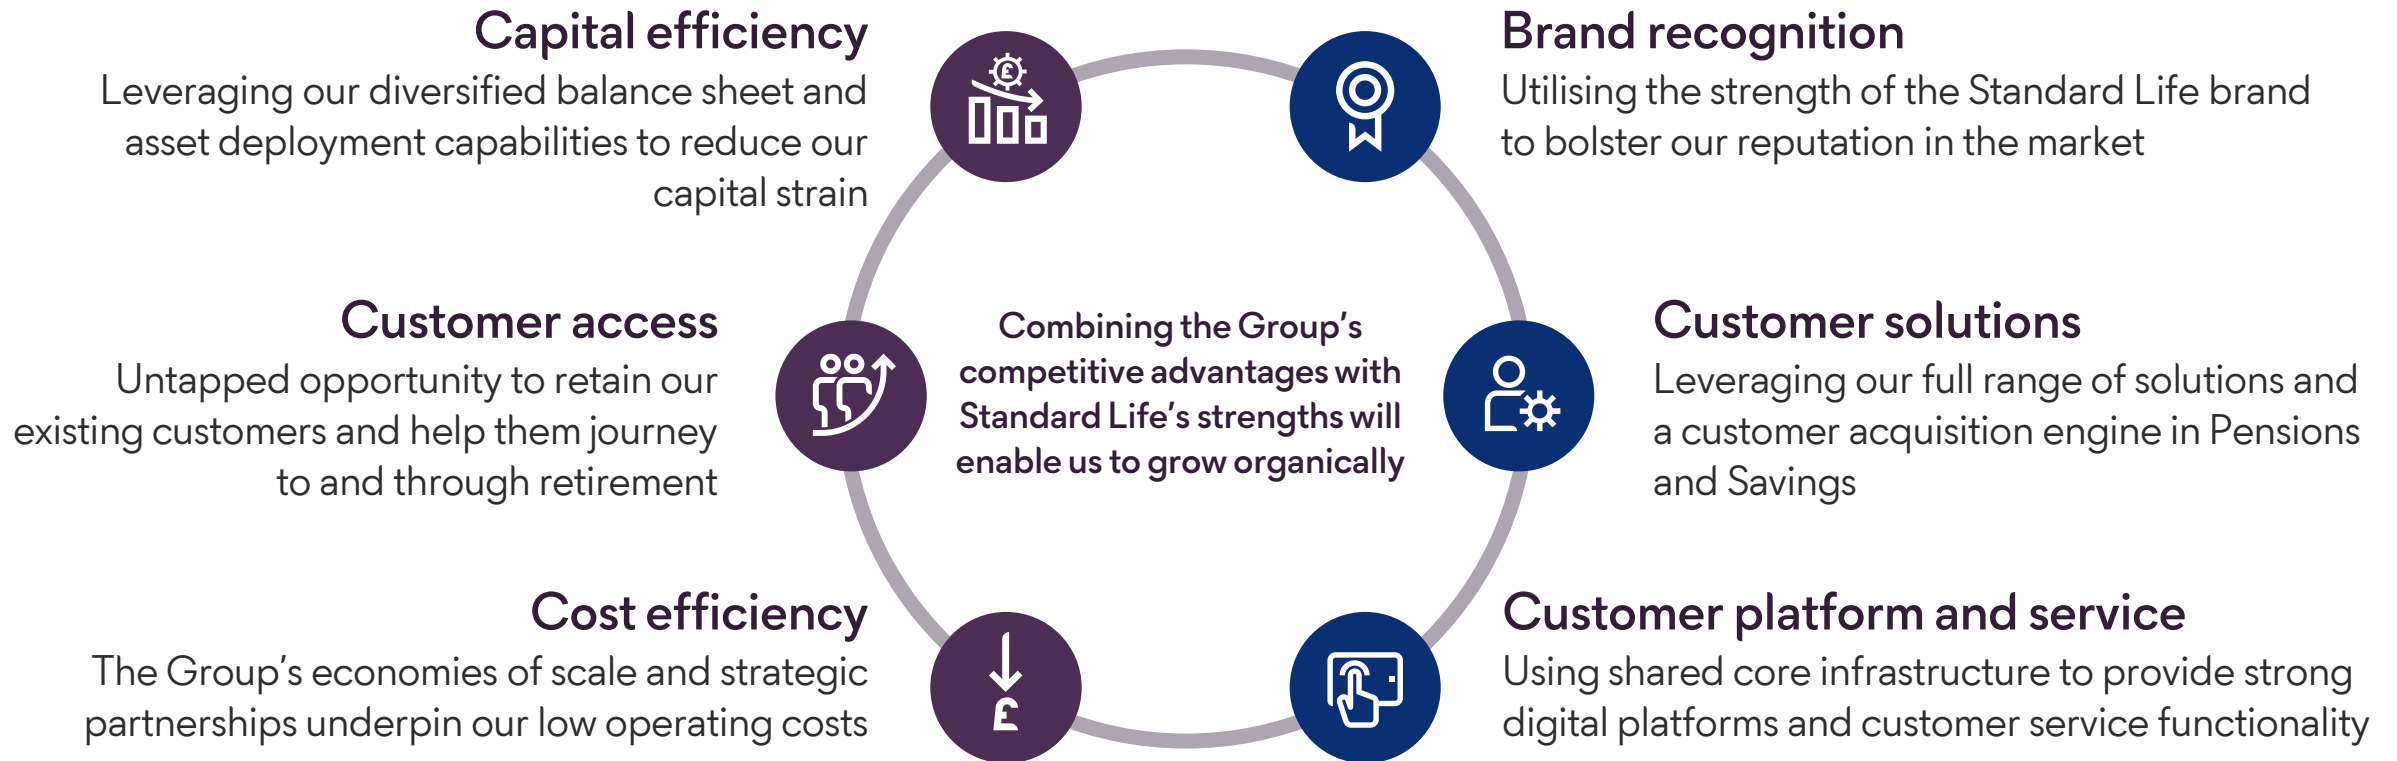 Capital efficiency
Leveraging our diversified balance sheet and
asset deployment capabilities to reduce our
capital strain
Brand recognition
Utilising the strength of the Standard Life brand
to bolster our reputation in the market
Customer access
Untapped opportunity to retain our
existing customers and help them journey
to and through retirement
Combining the Group’s
competitive advantages with
Standard Life’s strengths will
enable us to grow organically
Customer solutions
Leveraging our full range of solutions and
a customer acquisition engine in Pensions
and Savings
Cost efficiency
The Group’s economies of scale and strategic
partnerships underpin our low operating costs
£
£
Customer platform and service
Using shared core infrastructure to provide strong
digital platforms and customer service functionality